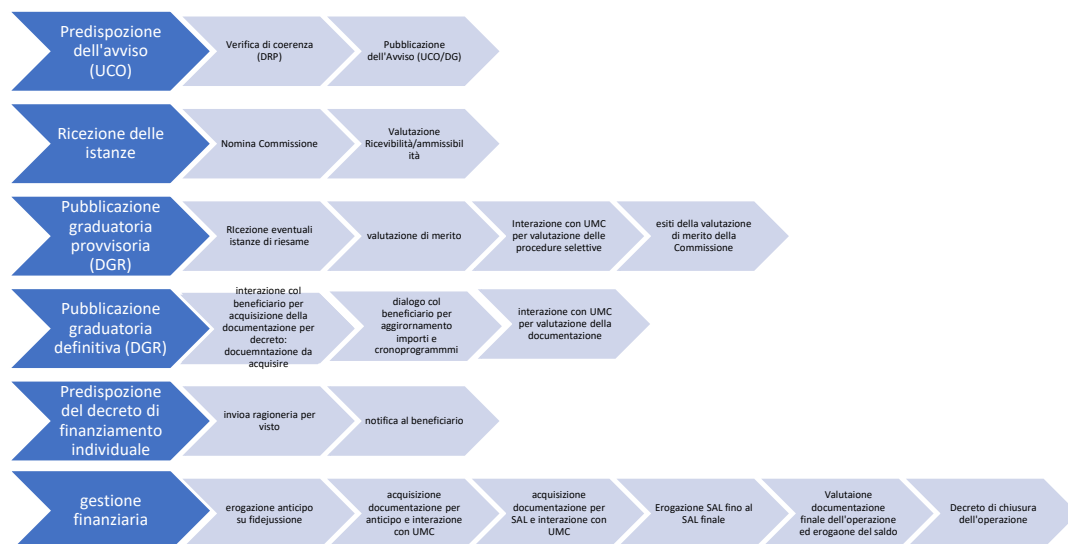 Predispozione
dell'avviso
(UCO)
Verifica di coerenza
(DRP)
Pubblicazione
dell'Avviso (UCO/DG)
Ricezione delle
istanze
Nomina Commissione
Valutazione
Ricevibilità/ammissibil
ità
Pubblicazione
graduatoria
provvisoria
(DGR)
RIcezione eventuali
istanze di riesame
valutazione di merito
Interazione con UMC
per valutazione delle
procedure selettive
esiti della valutazione
di merito della
Commissione
Pubblicazione
graduatoria
definitiva (DGR)
interazione col
beneficiario per
acquisizione della
documentazione per
decreto:
docuemntazione da
acquisire
dialogo col
beneficiario per
aggirornamento
importi e
cronoprogrammmi
interazione con UMC
per valutazione della
documentazione
Predispozione
del decreto di
finanziamento
individuale
invioa ragioneria per
visto
notifica al beneficiario
gestione
finanziaria
erogazione anticipo
su fidejussione
acquisizione
documentazione per
anticipo e interazione
con UMC
acquisizione
documentazione per
SAL e interazione con
UMC
Erogazione SAL fino al
SAL finale
Valutaione
documentazione
finale dell'operazione
ed erogaone del saldo
Decreto di chiusura
dell'operazione